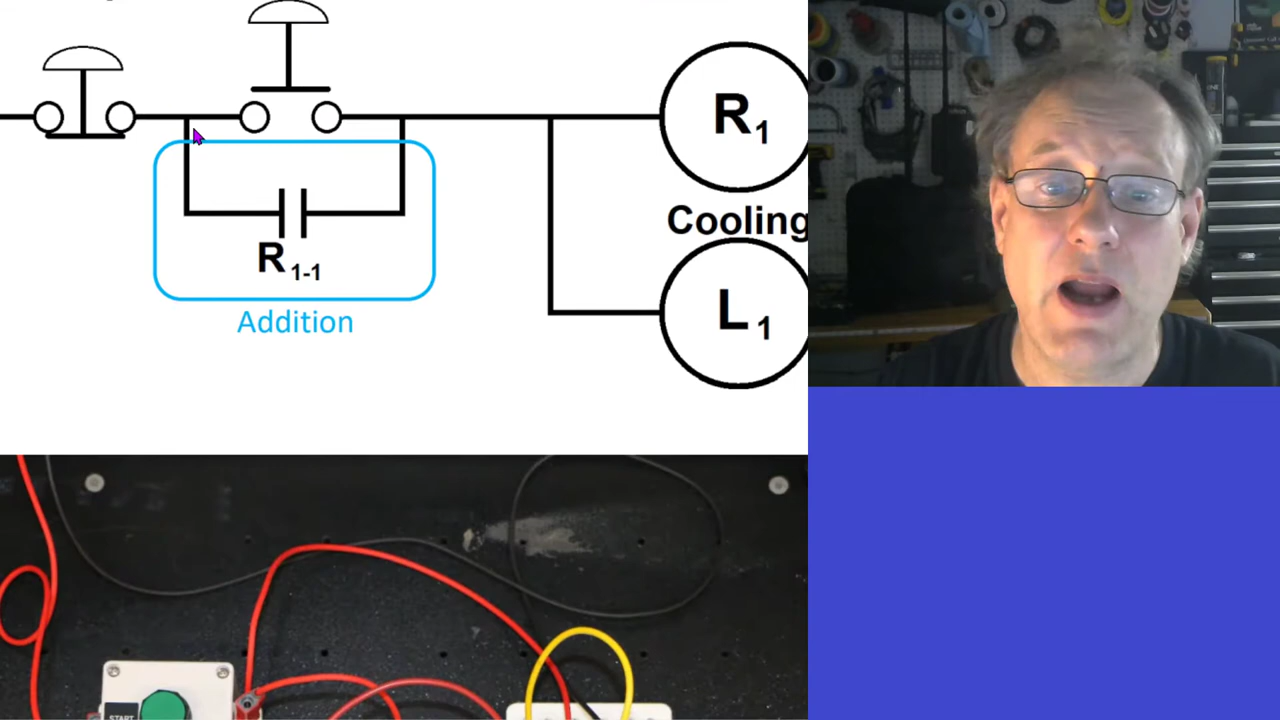 R1
Cooling
R1-1
Addition
L1
START